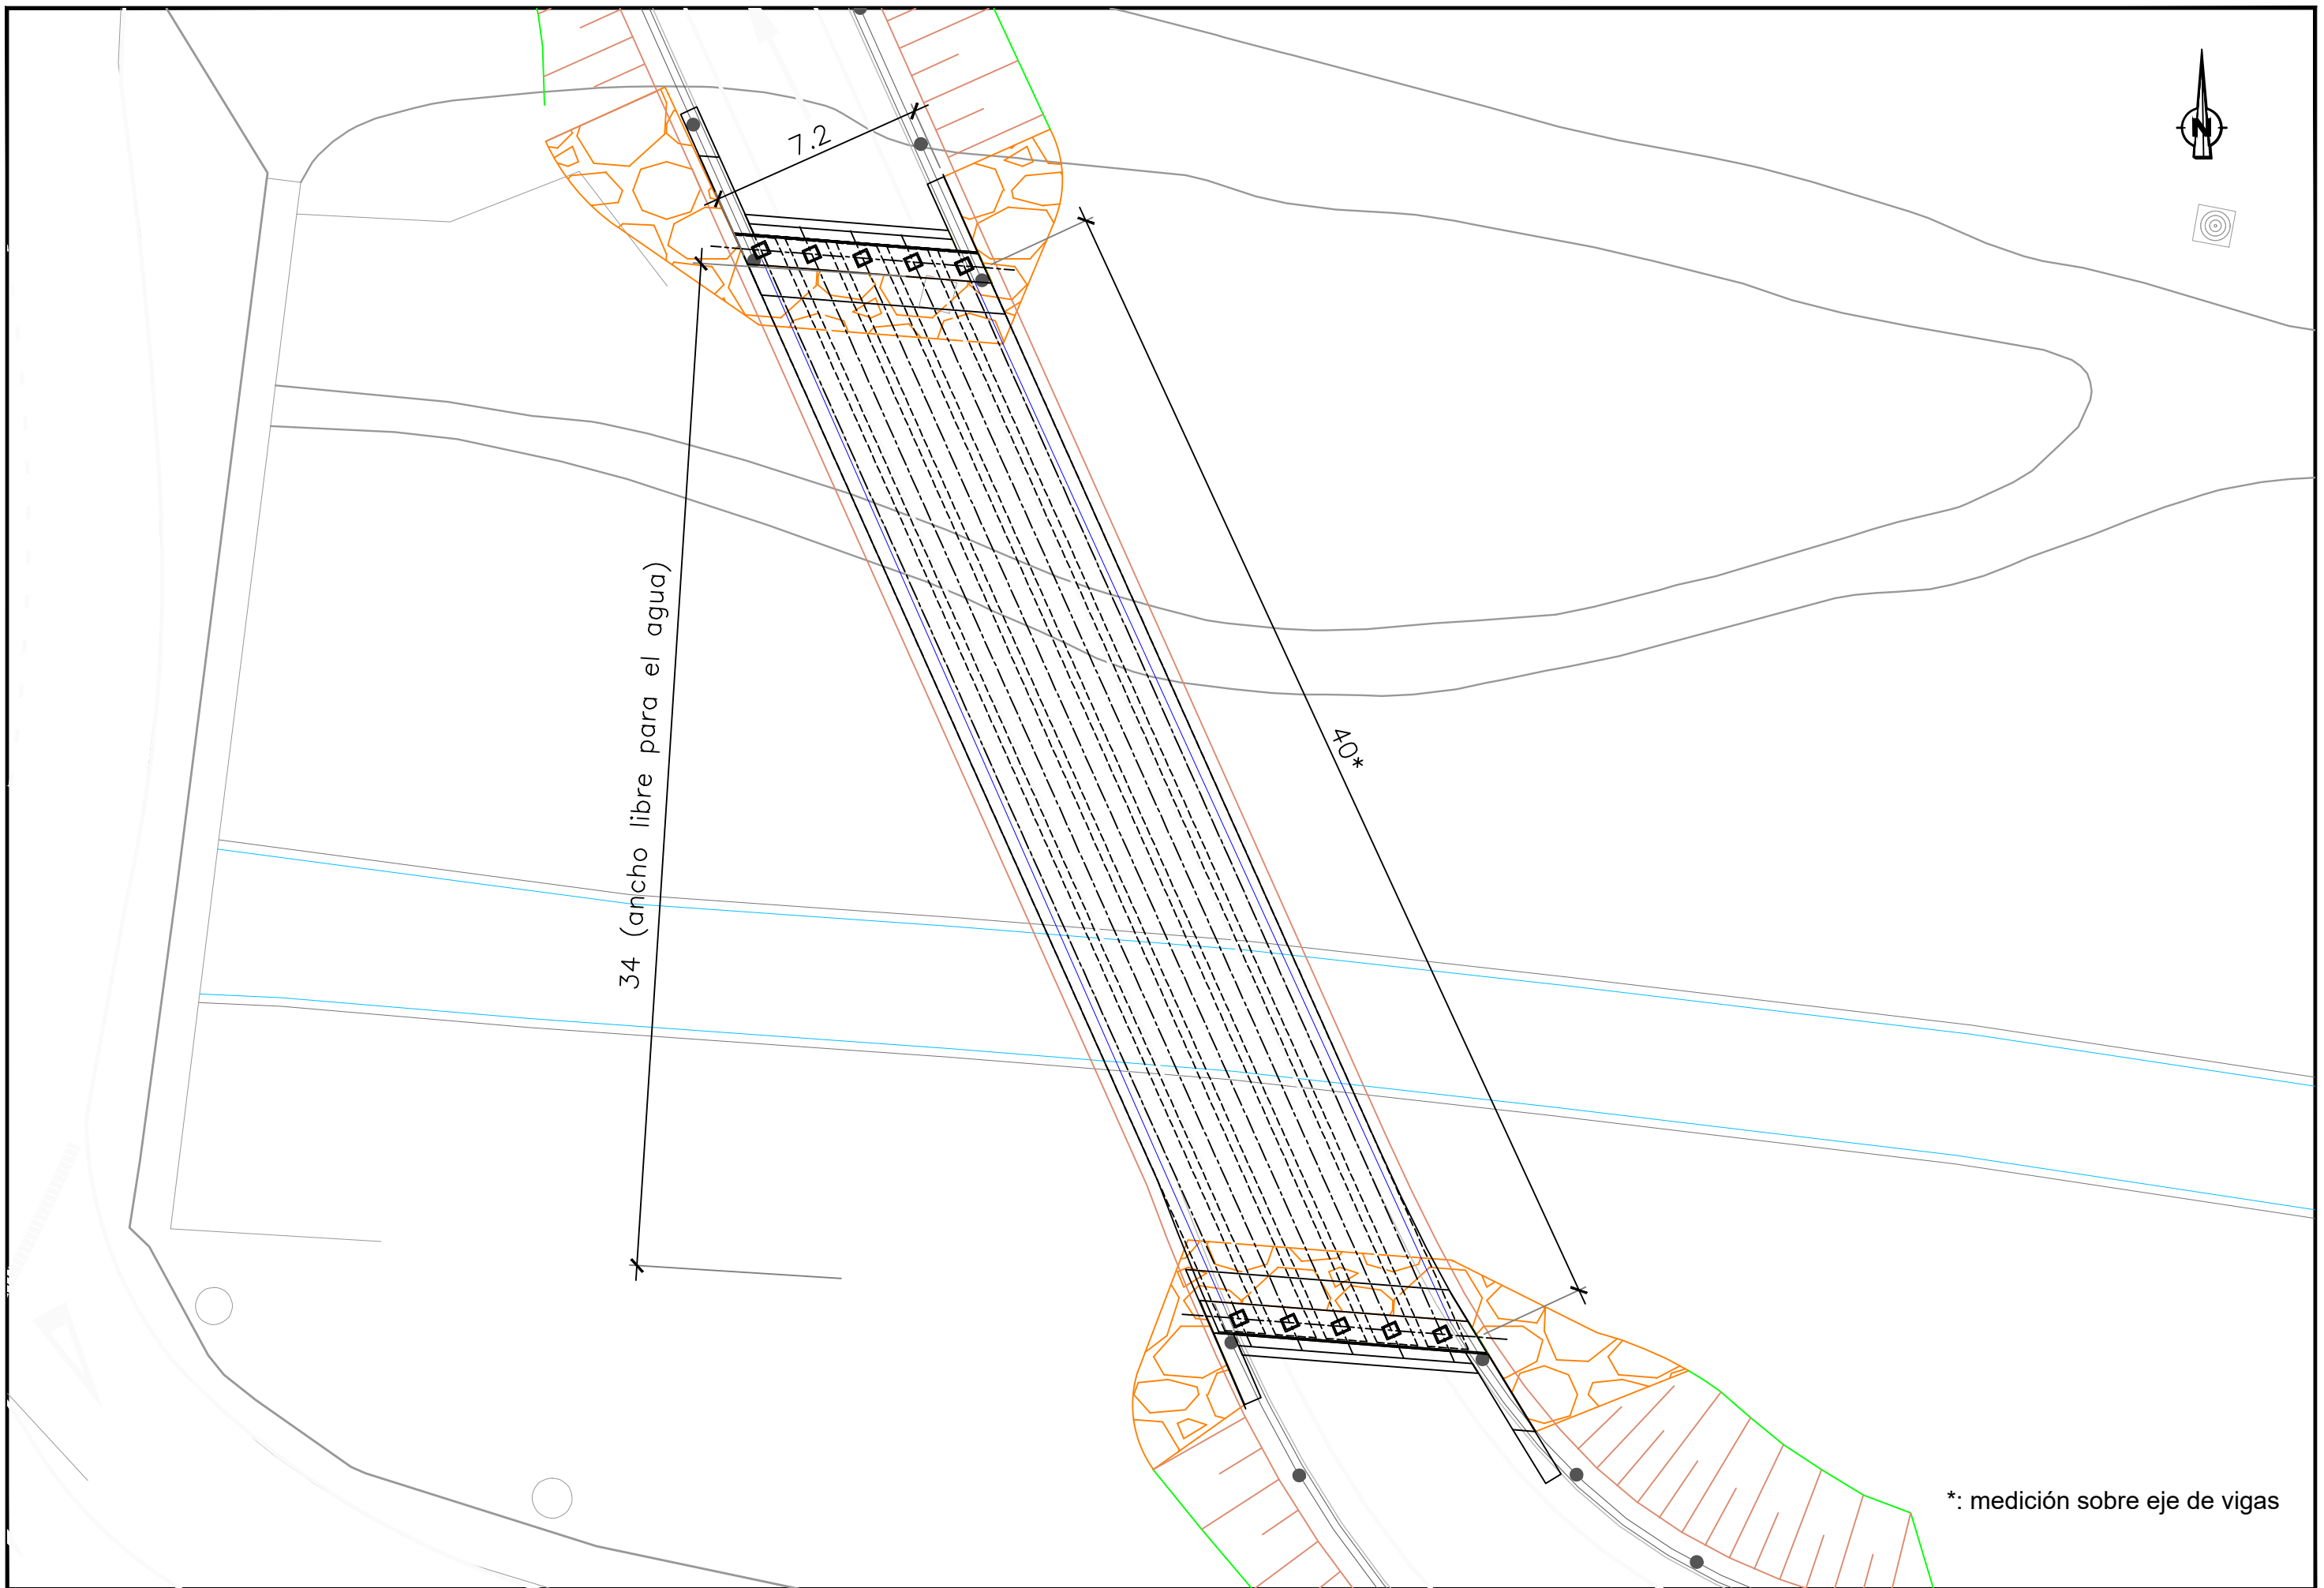 N
7.2
34 (ancho libre para el agua)
40*
*: medición sobre eje de vigas